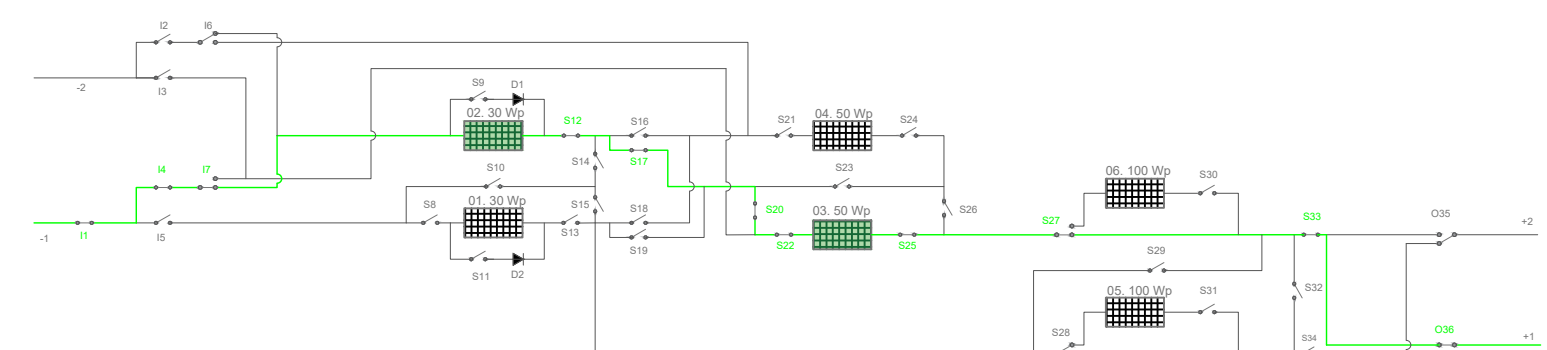 I2
I6
-2
I3
S9
D1
02. 30 Wp
S12
S16
S17
S14
S21
04. 50 Wp
S24
I4
I7
S10
S23
06. 100 Wp
S30
01. 30 Wp
S8
S15
S13
S18
S19
S20
03. 50 Wp
S26
S27
S33
O35
+2
-1
I1
I5
S22
S25
S11
D2
S29
05. 100 Wp
S31
S32
S28
S34
O36
+1